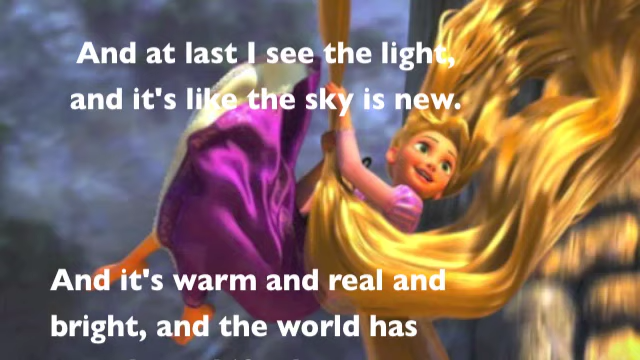 And at last I see the light,
and it's like the sky is new.
And it's warm and real and
bright, and the world has